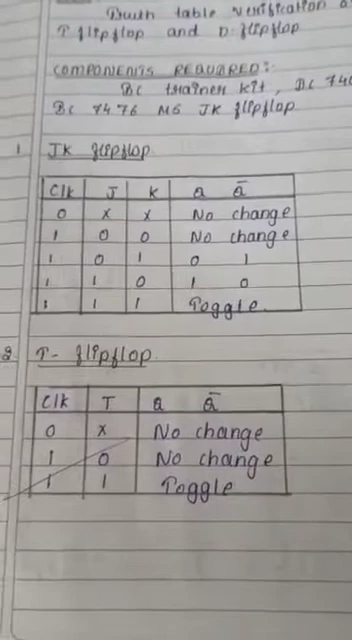 Truth table verification
T flipflop and D flipflop
COMPONENTS REQUIRED:
IC trainer kit, IC
IC 7476 MS JK flipflop
1 JK flipflop
Clk J K Q Q̄
0 x x No change
1 0 0 No change
1 0 1 0 1
1 1 0 1 0
1 1 1 Toggle
2 T- flipflop
Clk T Q Q̄
0 x No change
1 0 No change
1 1 Toggle